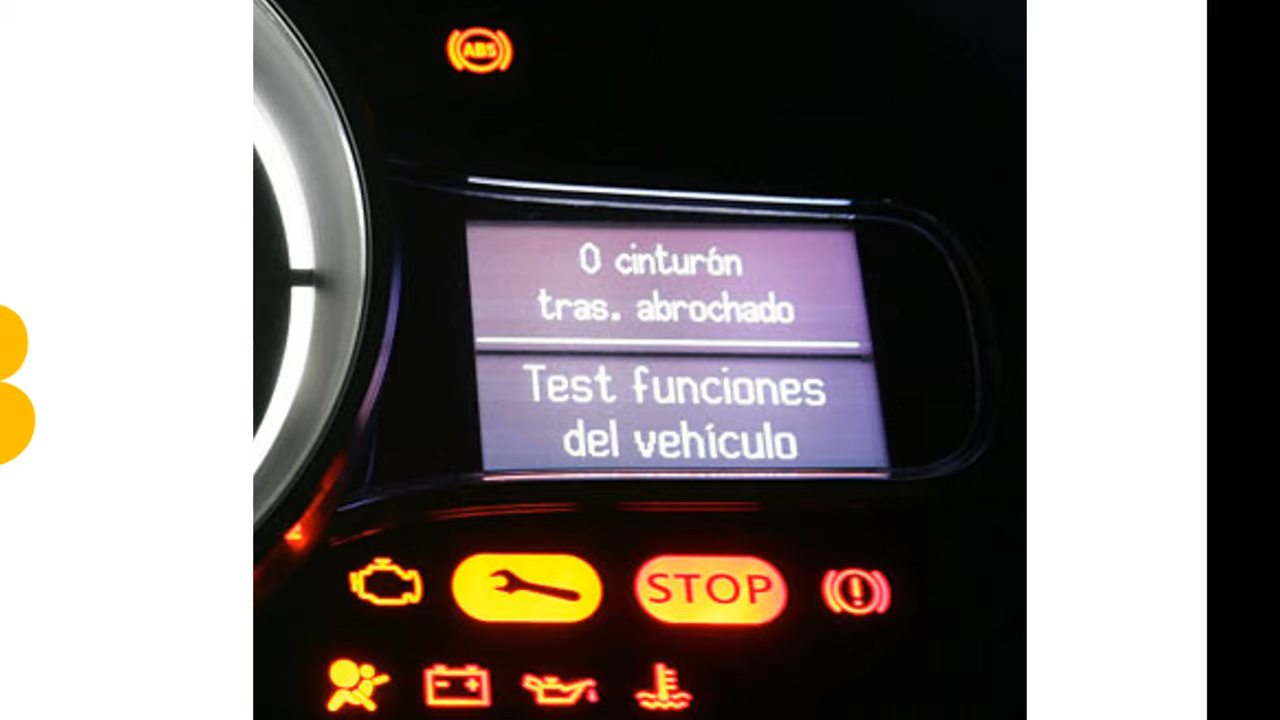 ABS
0 cinturón
tras. abrochado
Test funciones
del vehículo
STOP